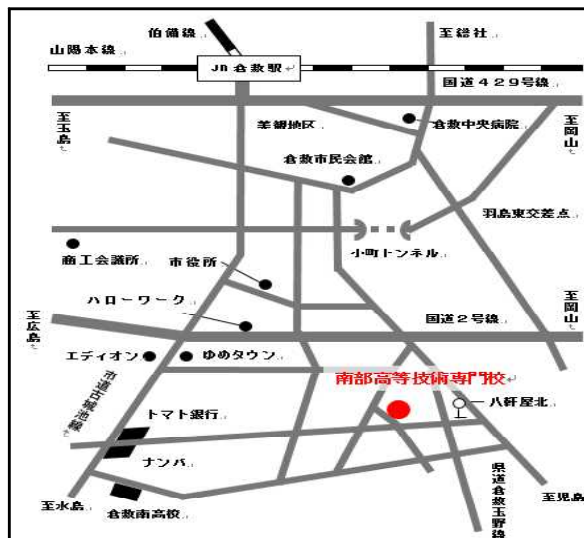 伯備線
至総社
山陽本線
JR 倉敷駅
国道４２９号線
至玉島
美観地区
倉敷中央病院
至岡山
倉敷市民会館
羽島東交差点
小町トンネル
商工会議所
市役所
ハローワーク
至岡山
至広島
国道２号線
エディオン
ゆめタウン
南部高等技術専門校
市道古城池線
八軒屋北
トマト銀行
ナンバ
県道倉敷玉野線
至水島
倉敷南高校
至児島